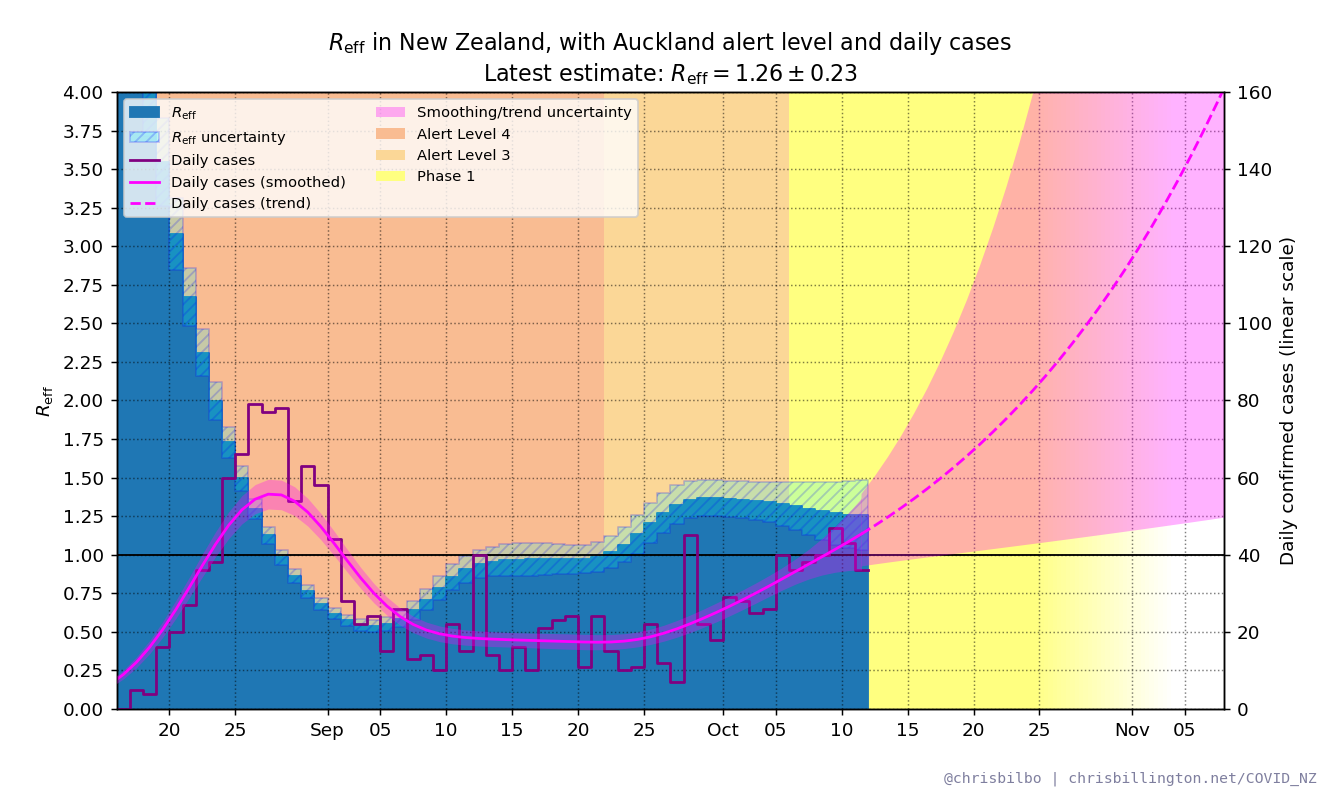 Reff in New Zealand, with Auckland alert level and daily cases
Latest estimate: Reff = 1.26 ± 0.23
Reff
Reff uncertainty
Daily cases
Daily cases (smoothed)
Daily cases (trend)
Smoothing/trend uncertainty
Alert Level 4
Alert Level 3
Phase 1
Reff
4.00
3.75
3.50
3.25
3.00
2.75
2.50
2.25
2.00
1.75
1.50
1.25
1.00
0.75
0.50
0.25
0.00
160
140
120
100
80
60
40
20
0
Daily confirmed cases (linear scale)
20 25 Sep 05 10 15 20 25 Oct 05 10 15 20 25 Nov 05
@chrisbilbo | chrisbillington.net/COVID_NZ